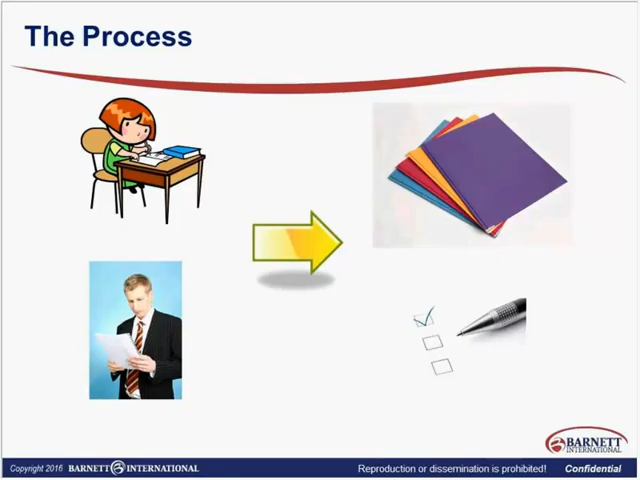 The Process
BARNETT
INTERNATIONAL
Copyright 2016 BARNETT INTERNATIONAL
Reproduction or dissemination is prohibited! Confidential